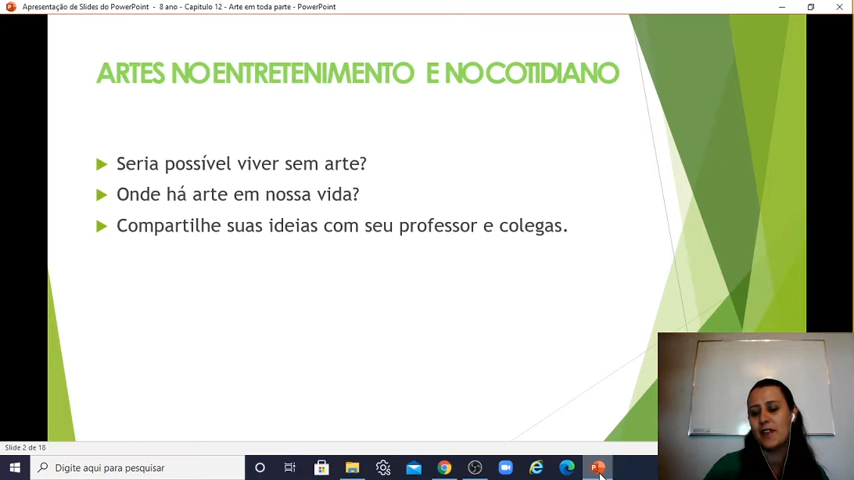 Apresentação de Slides do PowerPoint - 8 ano - Capitulo 12 - Arte em toda parte - PowerPoint
ARTES NO ENTRETENIMENTO E NO COTIDIANO
Seria possível viver sem arte?
Onde há arte em nossa vida?
Compartilhe suas ideias com seu professor e colegas.
Slide 2 de 18
Digite aqui para pesquisar